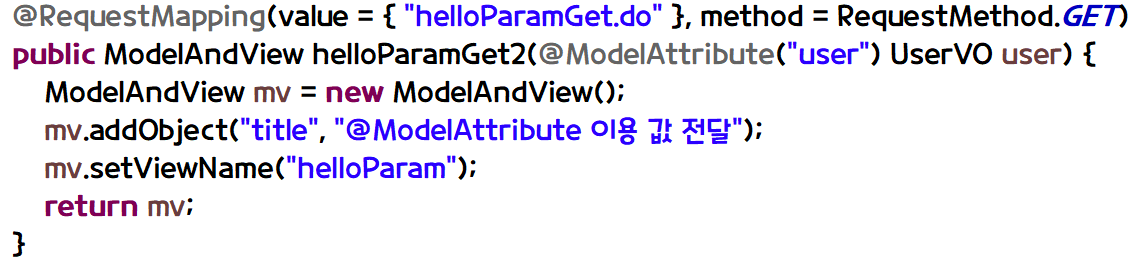 @RequestMapping(value = { "helloParamGet.do" }, method = RequestMethod.GET)
public ModelAndView helloParamGet2(@ModelAttribute("user") UserVO user) {
    ModelAndView mv = new ModelAndView();
    mv.addObject("title", "@ModelAttribute 이용 값 전달");
    mv.setViewName("helloParam");
    return mv;
}